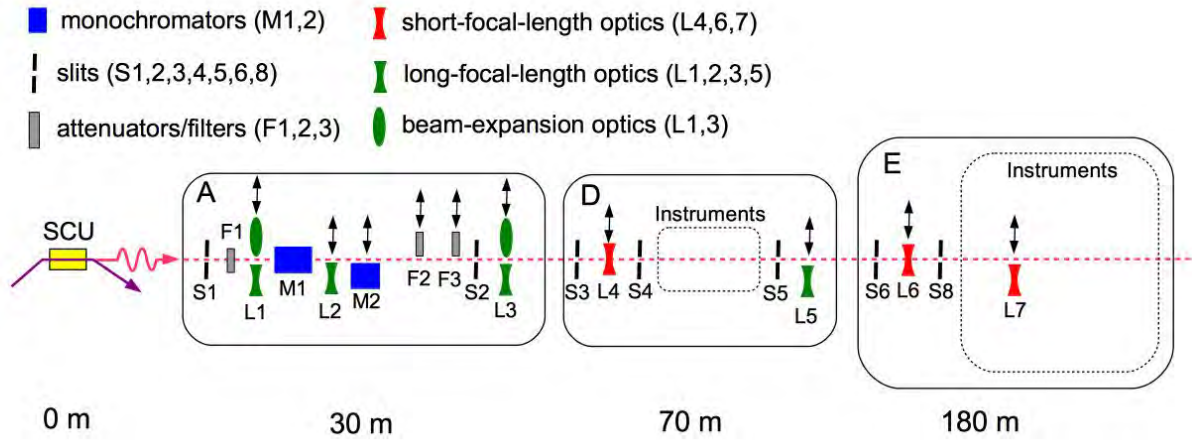 monochromators (M1,2)
short-focal-length optics (L4,6,7)
slits (S1,2,3,4,5,6,8)
long-focal-length optics (L1,2,3,5)
attenuators/filters (F1,2,3)
beam-expansion optics (L1,3)
E
Instruments
A
D
Instruments
SCU
F1
S1
L1
M1
L2
M2
F2
F3
S2
L3
S3
L4
S4
S5
L5
S6
L6
S8
L7
0 m
30 m
70 m
180 m